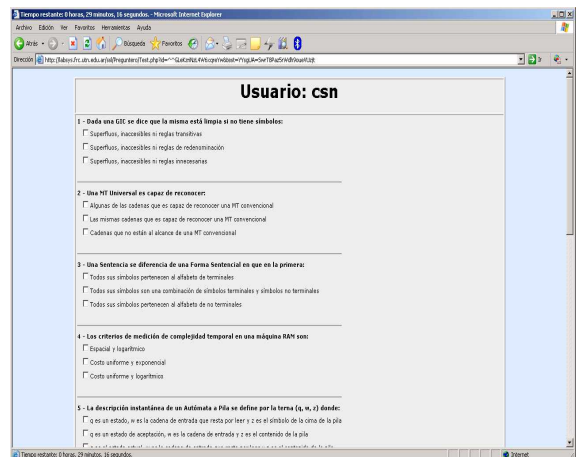 Tiempo restante: 0 horas, 29 minutos, 16 segundos. - Microsoft Internet Explorer
Archivo Edición Ver Favoritos Herramientas Ayuda
Atrás Búsqueda Favoritos
Dirección Ir
Usuario: csn
1 - Dada una GIC se dice que la misma está limpia si no tiene símbolos:
Superfluos, inaccesibles ni reglas transitivas
Superfluos, inaccesibles ni reglas de redenominación
Superfluos, inaccesibles ni reglas innecesarias
2 - Una MT Universal es capaz de reconocer:
Algunas de las cadenas que es capaz de reconocer una MT convencional
Las mismas cadenas que es capaz de reconocer una MT convencional
Cadenas que no están al alcance de una MT convencional
3 - Una Sentencia se diferencia de una Forma Sentencial en que en la primera:
Todos sus símbolos pertenecen al alfabeto de terminales
Todos sus símbolos son una combinación de símbolos terminales y símbolos no terminales
Todos sus símbolos pertenecen al alfabeto de no terminales
4 - Los criterios de medición de complejidad temporal en una máquina RAM son:
Espacial y logarítmico
Costo uniforme y exponencial
Costo uniforme y logarítmico
5 - La descripción instantánea de un Autómata a Pila se define por la terna (q, w, z) donde:
q es un estado, w es la cadena de entrada que resta por leer y z es el símbolo de la cima de la pila
q es un estado de aceptación, w es la cadena de entrada y z es el contenido de la pila
Tiempo restante: 0 horas, 29 minutos, 16 segundos. Internet